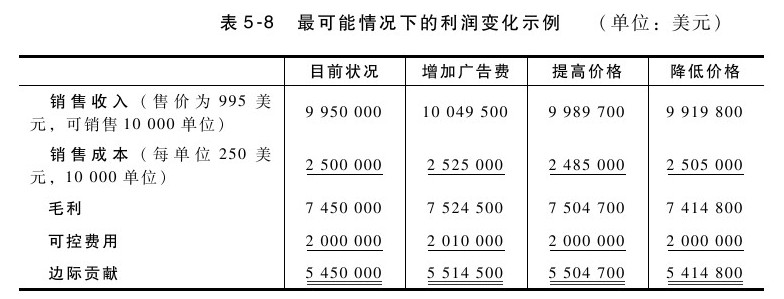 表 5-8 最可能情况下的利润变化示例 （单位：美元）
目前状况 增加广告费 提高价格 降低价格
销售收入（售价为 995 美
元，可销售 10 000 单位） 9 950 000 10 049 500 9 989 700 9 919 800
销售成本（每单位 250 美
元，10 000 单位） 2 500 000 2 525 000 2 485 000 2 505 000
毛利 7 450 000 7 524 500 7 504 700 7 414 800
可控费用 2 000 000 2 010 000 2 000 000 2 000 000
边际贡献 5 450 000 5 514 500 5 504 700 5 414 800